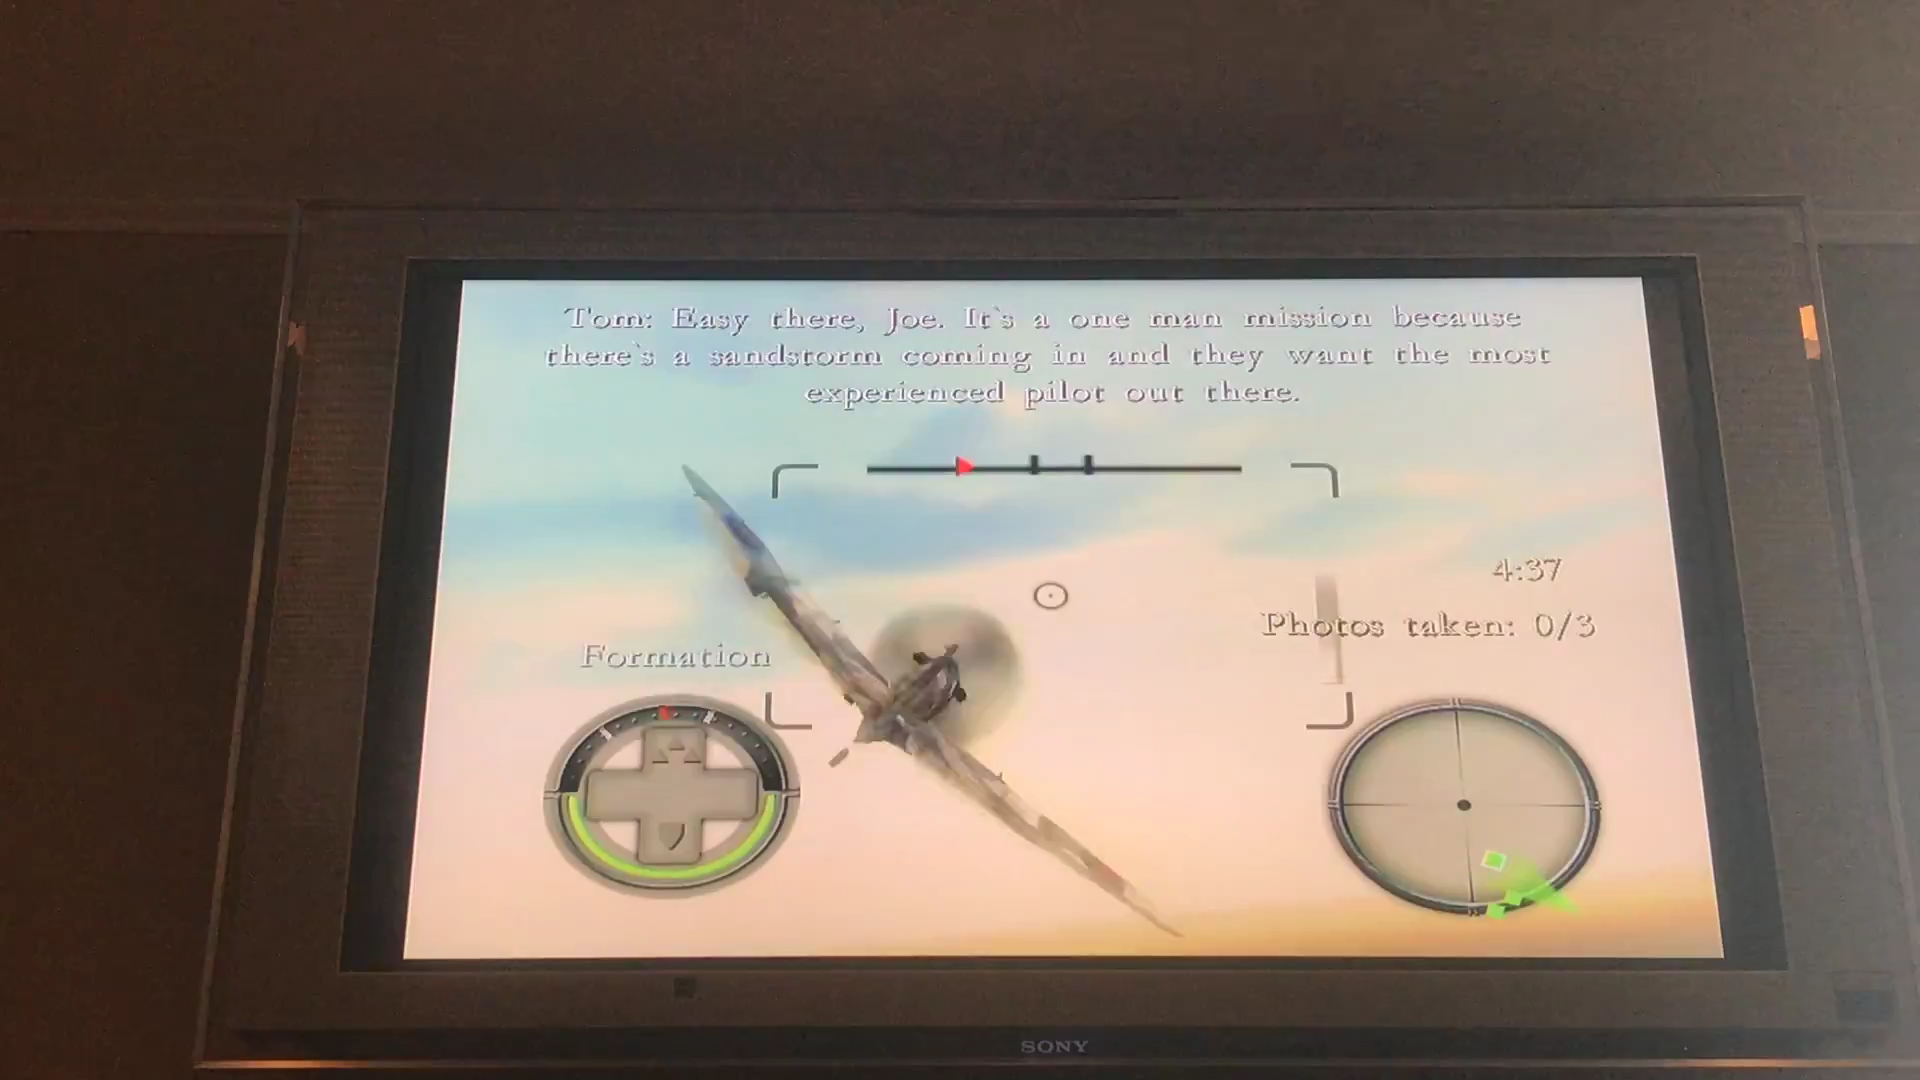 Tom: Easy there, Joe. It`s a one man mission because
there`s a sandstorm coming in and they want the most
experienced pilot out there.
4:37
Photos taken: 0/3
Formation
SONY